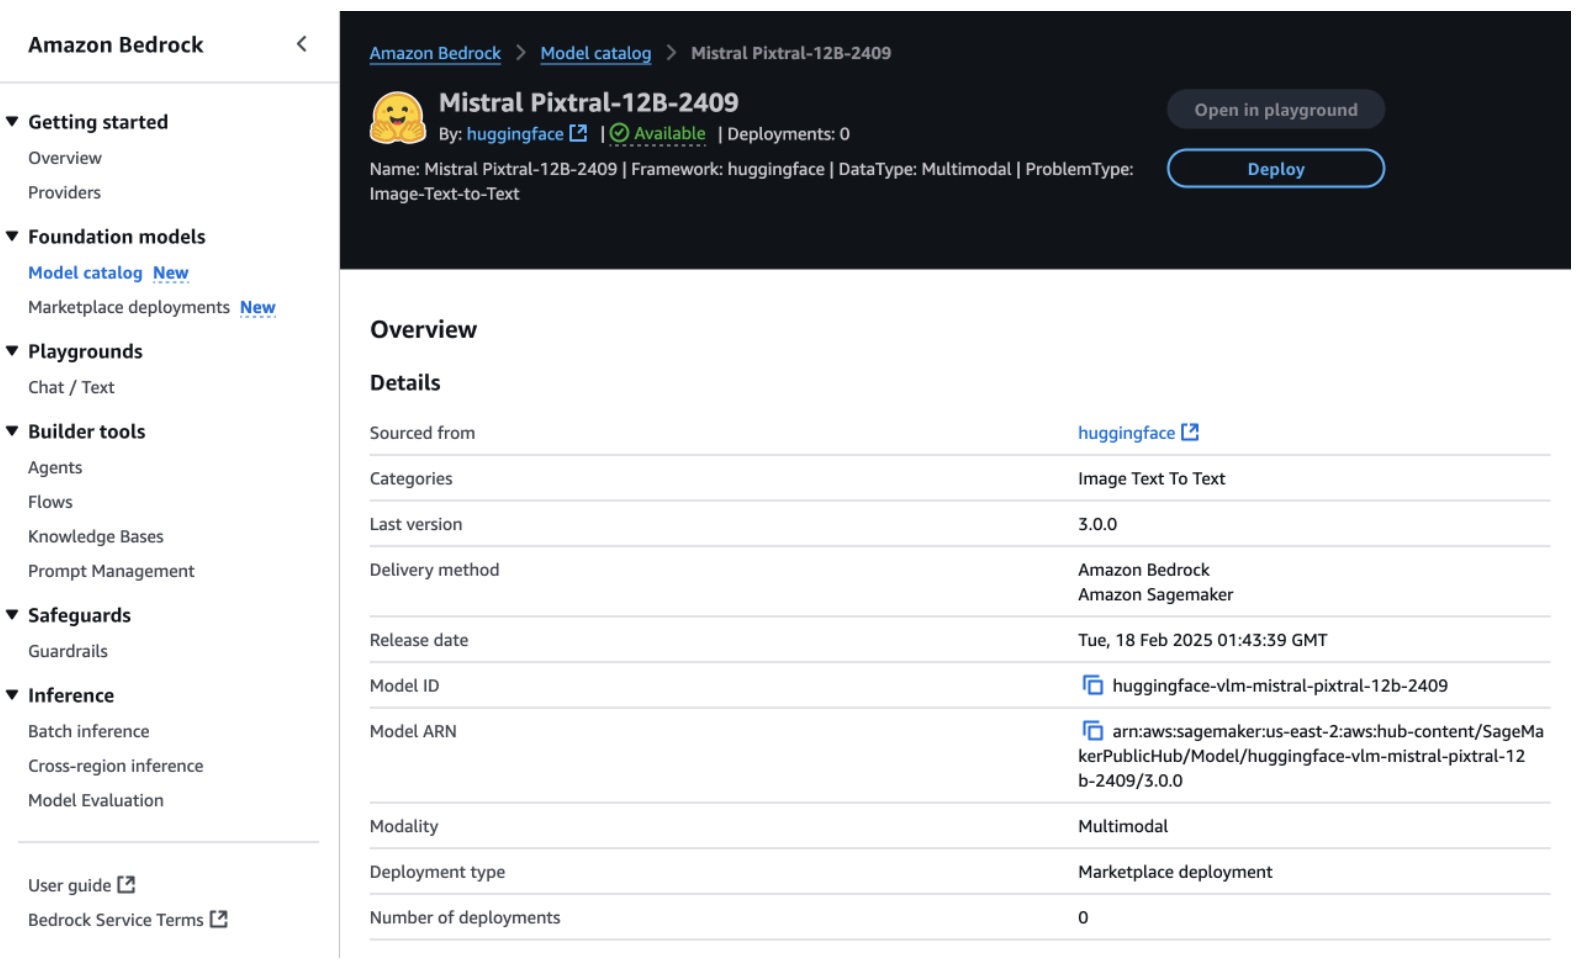 Amazon Bedrock
Getting started
Overview
Providers
Foundation models
Model catalog New
Marketplace deployments New
Playgrounds
Chat / Text
Builder tools
Agents
Flows
Knowledge Bases
Prompt Management
Safeguards
Guardrails
Inference
Batch inference
Cross-region inference
Model Evaluation
User guide
Bedrock Service Terms
Amazon Bedrock > Model catalog > Mistral Pixtral-12B-2409
Mistral Pixtral-12B-2409
By: huggingface | Available | Deployments: 0
Name: Mistral Pixtral-12B-2409 | Framework: huggingface | DataType: Multimodal | ProblemType:
Image-Text-to-Text
Open in playground
Deploy
Overview
Details
Sourced from huggingface
Categories Image Text To Text
Last version 3.0.0
Delivery method Amazon Bedrock
Amazon Sagemaker
Release date Tue, 18 Feb 2025 01:43:39 GMT
Model ID huggingface-vlm-mistral-pixtral-12b-2409
Model ARN arn:aws:sagemaker:us-east-2:aws:hub-content/SageMa
kerPublicHub/Model/huggingface-vlm-mistral-pixtral-12
b-2409/3.0.0
Modality Multimodal
Deployment type Marketplace deployment
Number of deployments 0